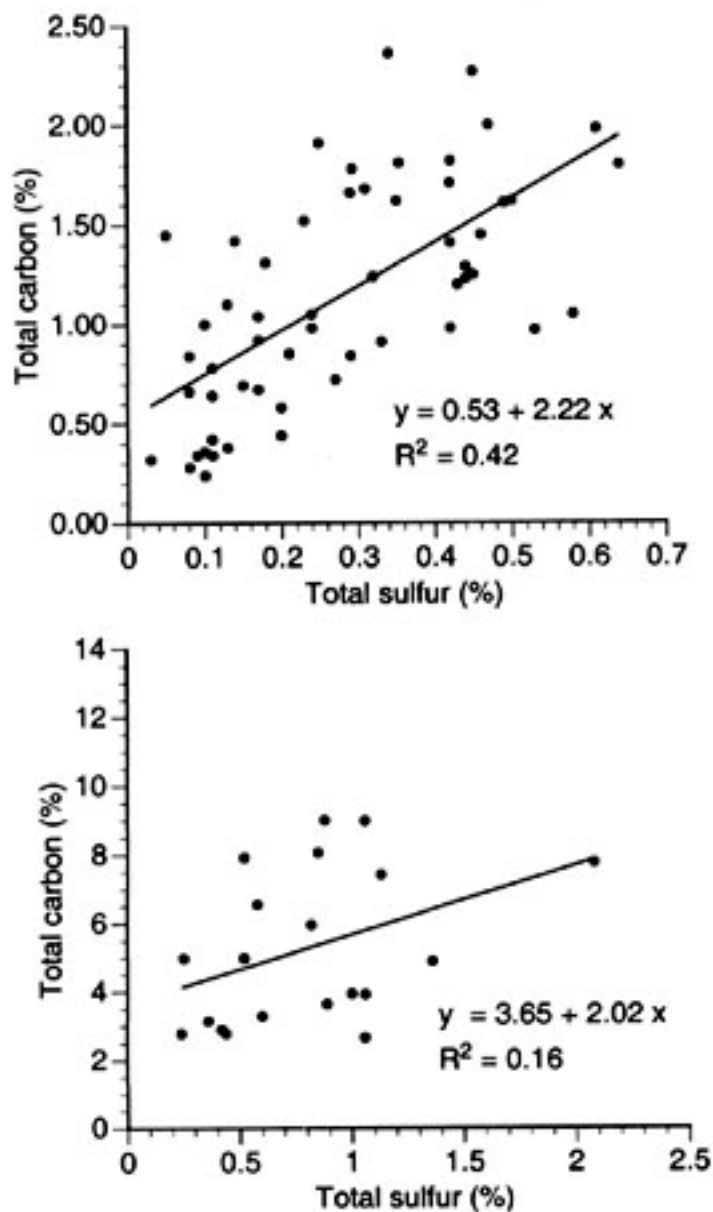 2.50
2.00
1.50
1.00
0.50
0.00
Total carbon (%)
y = 0.53 + 2.22 x
R² = 0.42
0 0.1 0.2 0.3 0.4 0.5 0.6 0.7
Total sulfur (%)
14
12
10
8
6
4
2
0
Total carbon (%)
y = 3.65 + 2.02 x
R² = 0.16
0 0.5 1 1.5 2 2.5
Total sulfur (%)